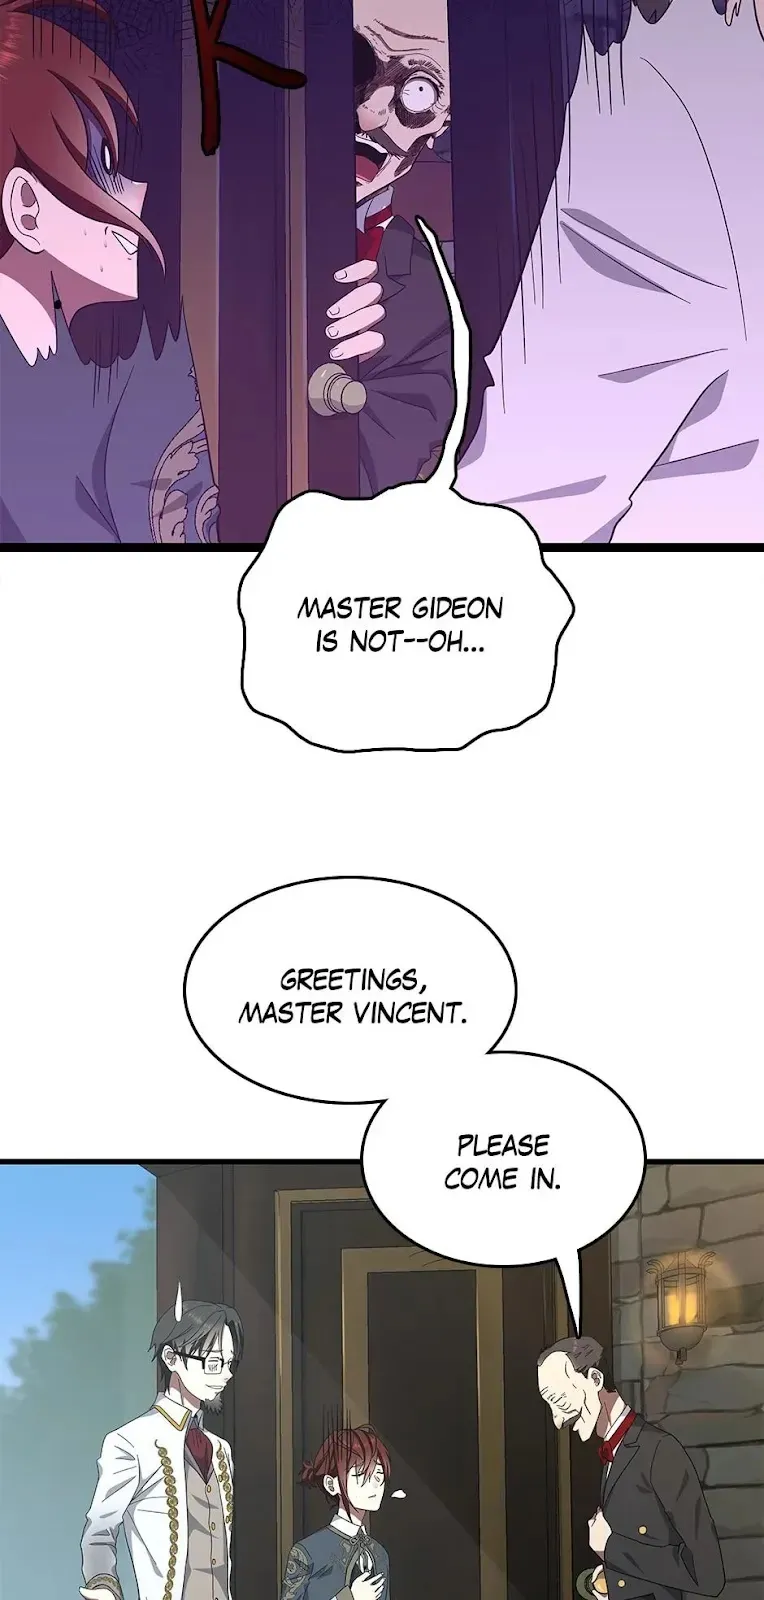 K
MASTER GIDEON
IS NOT--OH...
GREETINGS,
MASTER VINCENT.
PLEASE
COME IN.